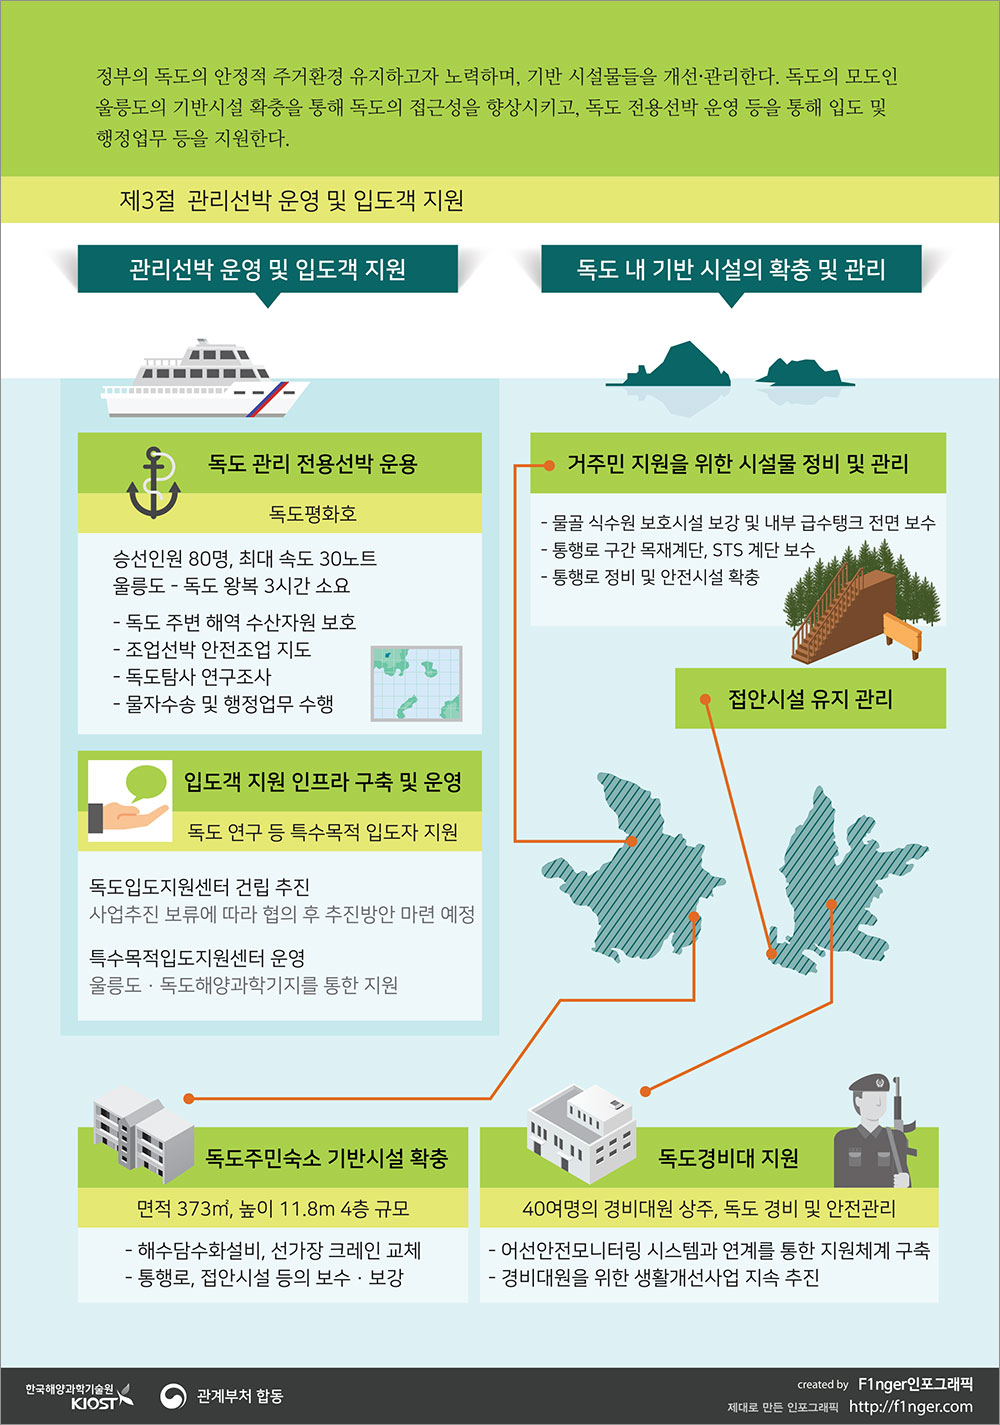 정부의 독도의 안정적 주거환경 유지하고자 노력하며, 기반 시설물들을 개선·관리한다. 독도의 모도인
울릉도의 기반시설 확충을 통해 독도의 접근성을 향상시키고, 독도 전용선박 운영 등을 통해 입도 및
행정업무 등을 지원한다.
제3절 관리선박 운영 및 입도객 지원
관리선박 운영 및 입도객 지원
독도 관리 전용선박 운용
독도평화호
승선인원 80명, 최대 속도 30노트
울릉도 - 독도 왕복 3시간 소요
- 독도 주변 해역 수산자원 보호
- 조업선박 안전조업 지도
- 독도탐사 연구조사
- 물자수송 및 행정업무 수행
입도객 지원 인프라 구축 및 운영
독도 연구 등 특수목적 입도자 지원
독도입도지원센터 건립 추진
사업추진 보류에 따라 협의 후 추진방안 마련 예정
특수목적입도지원센터 운영
울릉도 · 독도해양과학기지를 통한 지원
독도 내 기반 시설의 확충 및 관리
거주민 지원을 위한 시설물 정비 및 관리
- 물골 식수원 보호시설 보강 및 내부 급수탱크 전면 보수
- 통행로 구간 목재계단, STS 계단 보수
- 통행로 정비 및 안전시설 확충
접안시설 유지 관리
독도주민숙소 기반시설 확충
면적 373㎡, 높이 11.8m 4층 규모
- 해수담수화설비, 선가장 크레인 교체
- 통행로, 접안시설 등의 보수 · 보강
독도경비대 지원
40여명의 경비대원 상주, 독도 경비 및 안전관리
- 어선안전모니터링 시스템과 연계를 통한 지원체계 구축
- 경비대원을 위한 생활개선사업 지속 추진
한국해양과학기술원
KIOST
관계부처 합동
created by F1nger인포그래픽
제대로 만든 인포그래픽 http://f1nger.com